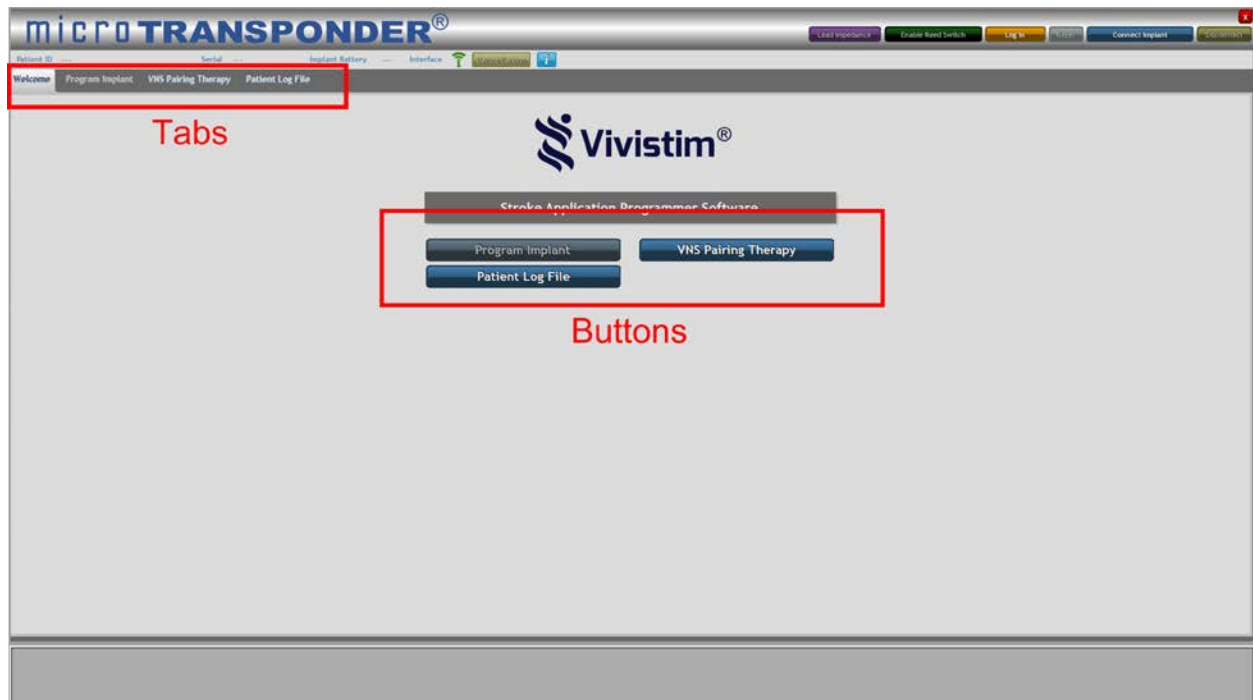 microTRANSPONDER®
x
Lead Impedance Enable Reed Switch Log In Connect Implant Disconnect
Patient ID --- Serial --- Implant Battery --- Interface
Welcome Program Implant VNS Pairing Therapy Patient Log File
Tabs
Vivistim®
Stroke Application Programmer Software
Program Implant VNS Pairing Therapy
Patient Log File
Buttons